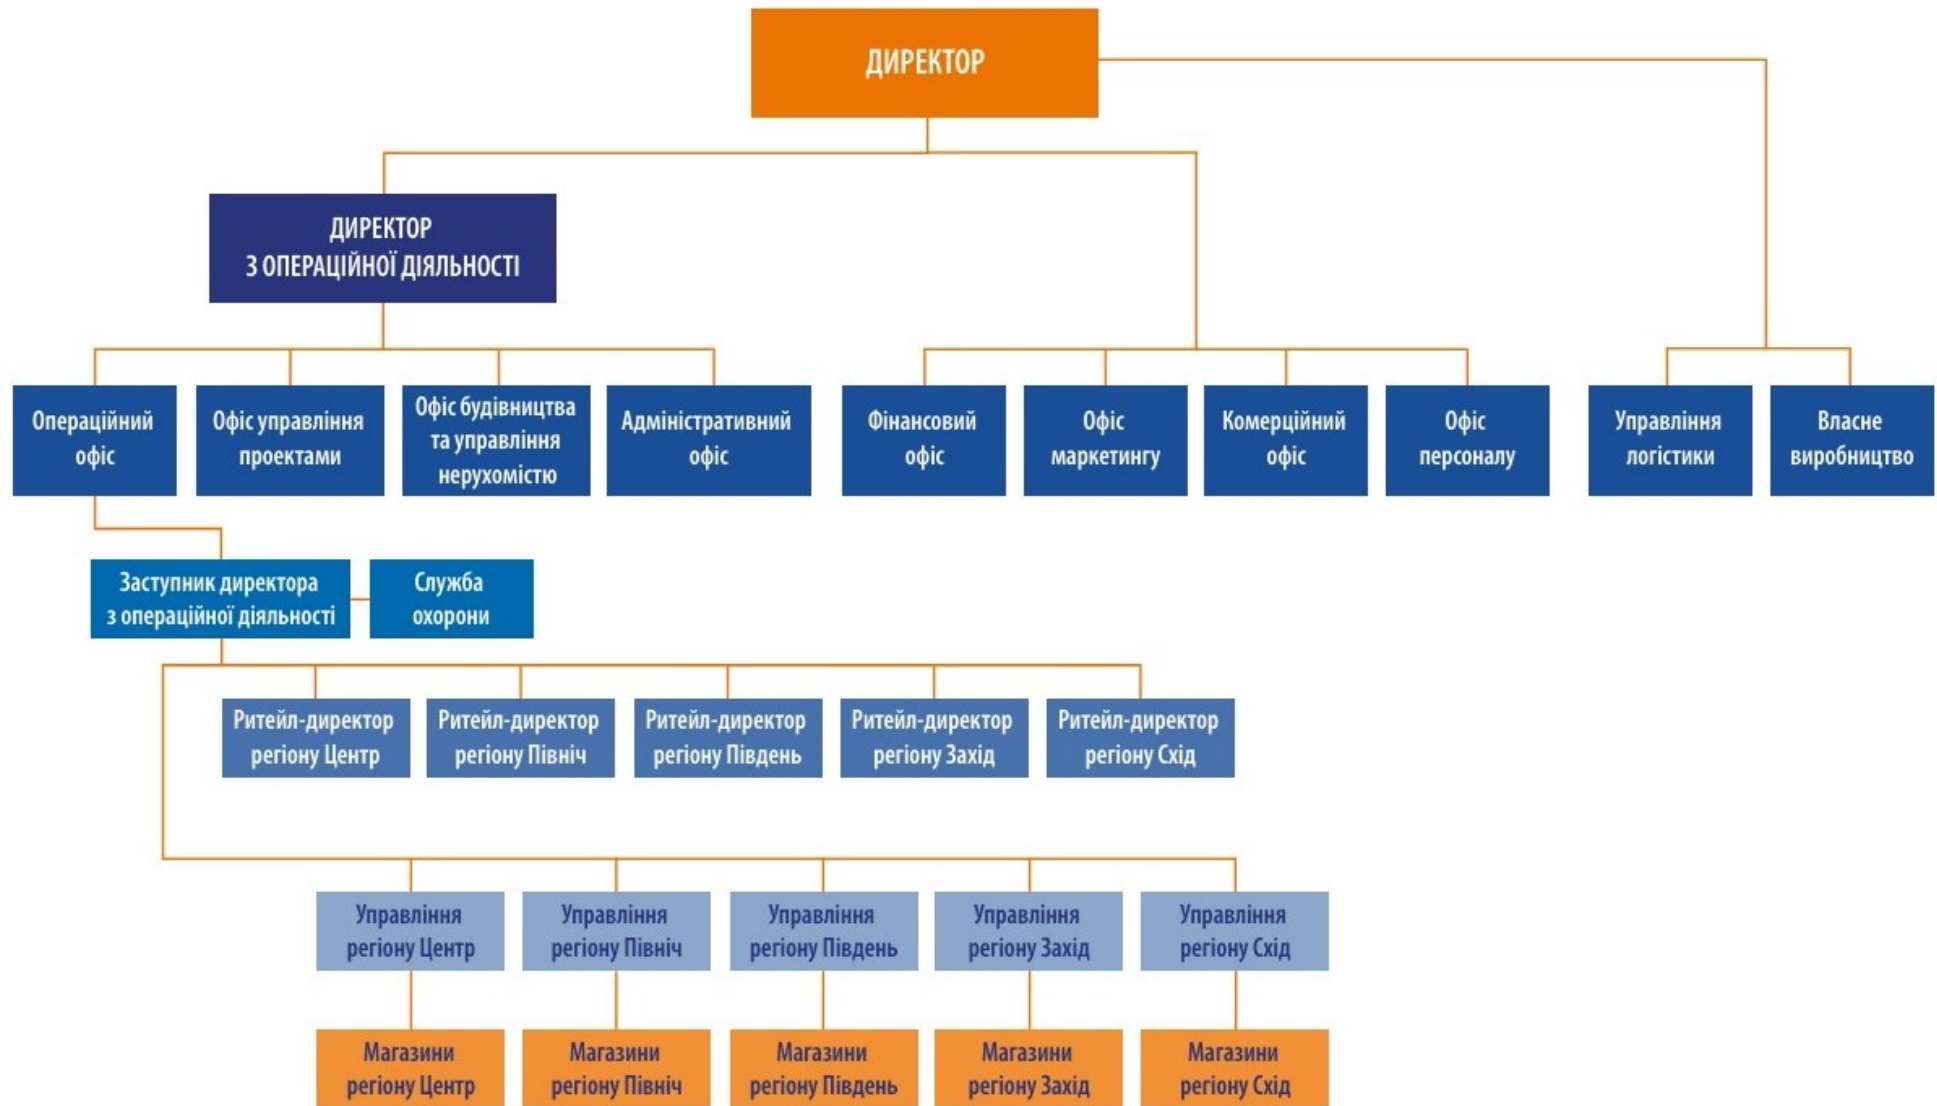 ДИРЕКТОР
ДИРЕКТОР
З ОПЕРАЦІЙНОЇ ДІЯЛЬНОСТІ
Операційний
офіс
Офіс управління
проектами
Офіс будівництва
та управління
нерухомістю
Адміністративний
офіс
Фінансовий
офіс
Офіс
маркетингу
Комерційний
офіс
Офіс
персоналу
Управління
логістики
Власне
виробництво
Заступник директора
з операційної діяльності
Служба
охорони
Ритейл-директор
регіону Центр
Ритейл-директор
регіону Північ
Ритейл-директор
регіону Південь
Ритейл-директор
регіону Захід
Ритейл-директор
регіону Схід
Управління
регіону Центр
Управління
регіону Північ
Управління
регіону Південь
Управління
регіону Захід
Управління
регіону Схід
Магазини
регіону Центр
Магазини
регіону Північ
Магазини
регіону Південь
Магазини
регіону Захід
Магазини
регіону Схід